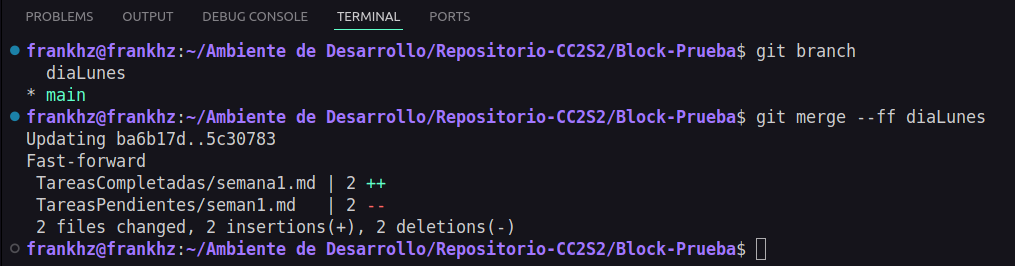 PROBLEMS OUTPUT DEBUG CONSOLE TERMINAL PORTS
frankhz@frankhz:~/Ambiente de Desarrollo/Repositorio-CC2S2/Block-Prueba$ git branch
  diaLunes
* main
frankhz@frankhz:~/Ambiente de Desarrollo/Repositorio-CC2S2/Block-Prueba$ git merge --ff diaLunes
Updating ba6b17d..5c30783
Fast-forward
 TareasCompletadas/semana1.md | 2 ++
 TareasPendientes/seman1.md   | 2 --
 2 files changed, 2 insertions(+), 2 deletions(-)
frankhz@frankhz:~/Ambiente de Desarrollo/Repositorio-CC2S2/Block-Prueba$